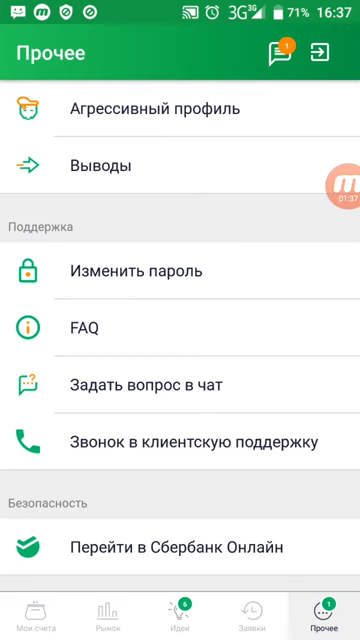 3G 3G 71% 16:37
Прочее
1
Агрессивный профиль
Выводы
01:37
Поддержка
Изменить пароль
FAQ
Задать вопрос в чат
Звонок в клиентскую поддержку
Безопасность
Перейти в Сбербанк Онлайн
6 1
Мои счета Рынок Идеи Заявки Прочее